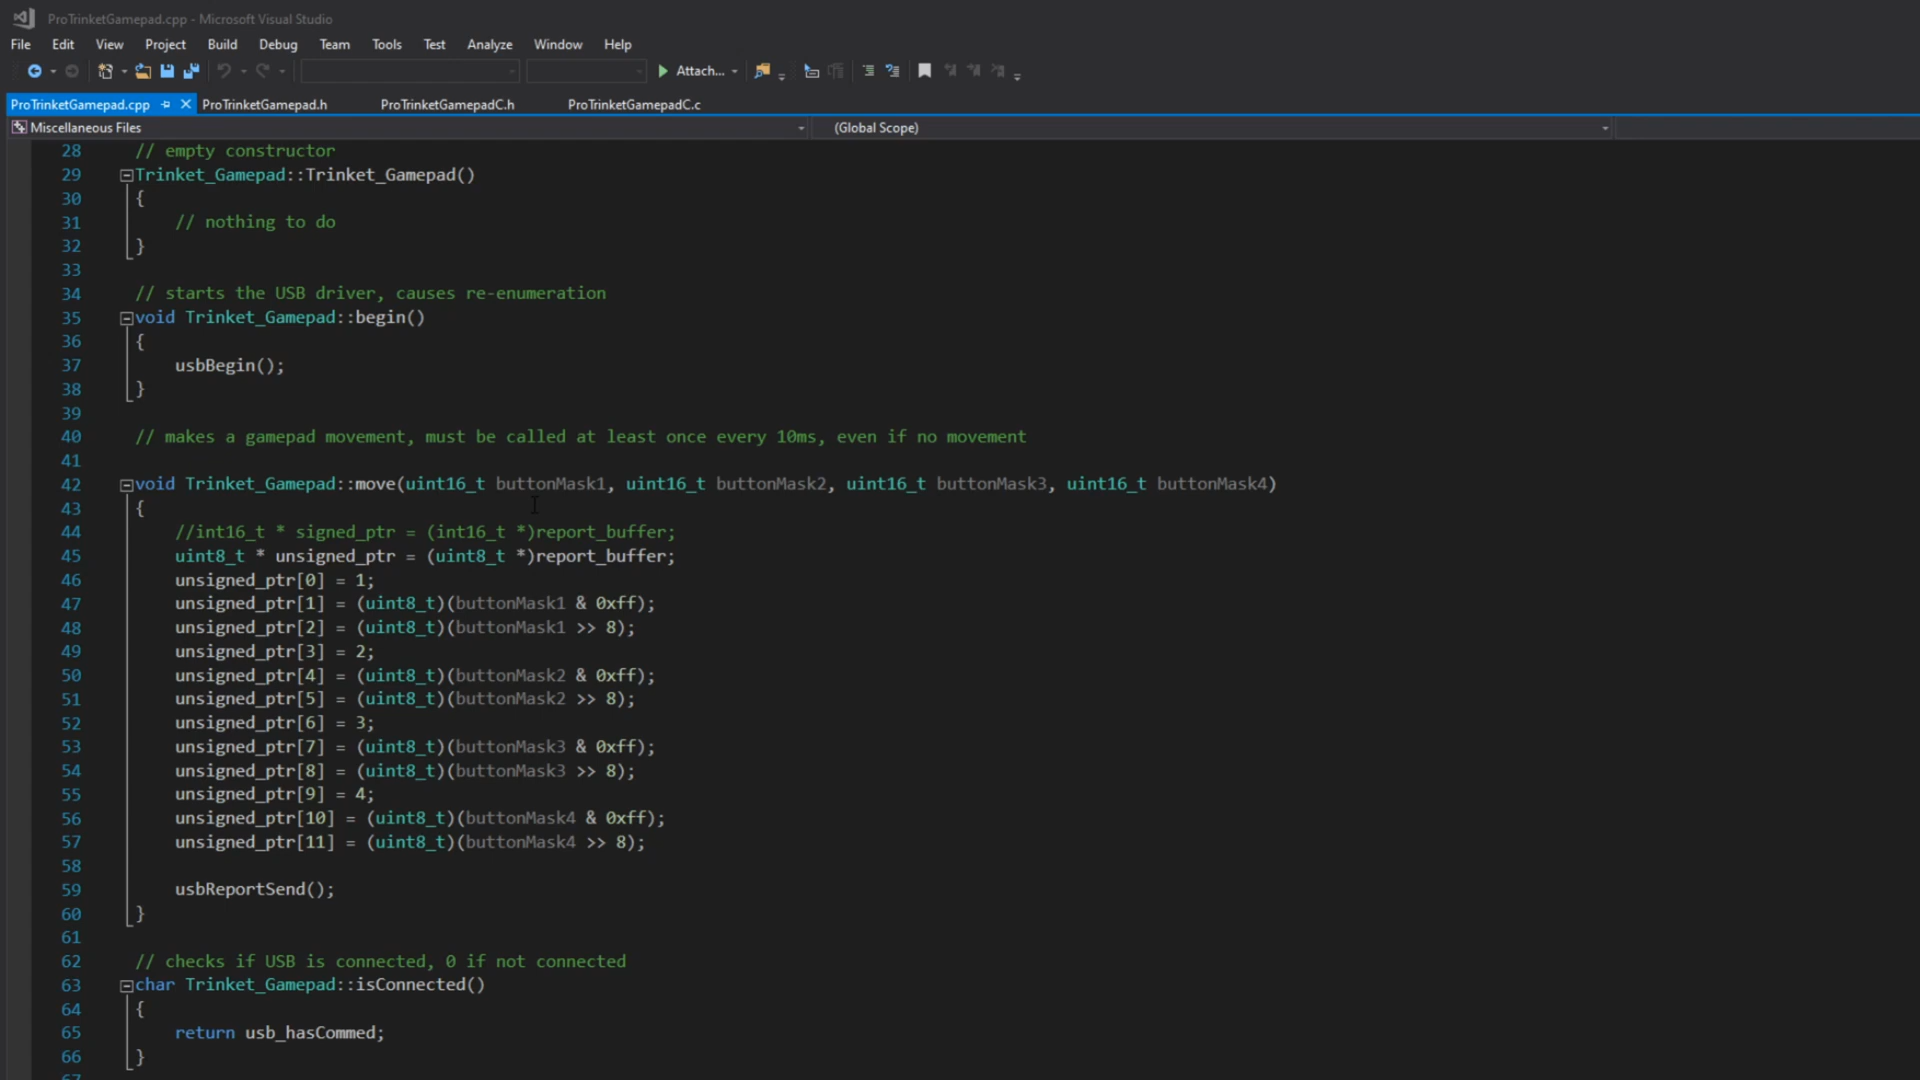 ProTrinketGamepad.cpp - Microsoft Visual Studio
File Edit View Project Build Debug Team Tools Test Analyze Window Help
Attach...
ProTrinketGamepad.cpp ProTrinketGamepad.h ProTrinketGamepadC.h ProTrinketGamepadC.c
Miscellaneous Files (Global Scope)
28 // empty constructor
29 Trinket_Gamepad::Trinket_Gamepad()
30 {
31 // nothing to do
32 }
33
34 // starts the USB driver, causes re-enumeration
35 void Trinket_Gamepad::begin()
36 {
37 usbBegin();
38 }
39
40 // makes a gamepad movement, must be called at least once every 10ms, even if no movement
41
42 void Trinket_Gamepad::move(uint16_t buttonMask1, uint16_t buttonMask2, uint16_t buttonMask3, uint16_t buttonMask4)
43 {
44 //int16_t * signed_ptr = (int16_t *)report_buffer;
45 uint8_t * unsigned_ptr = (uint8_t *)report_buffer;
46 unsigned_ptr[0] = 1;
47 unsigned_ptr[1] = (uint8_t)(buttonMask1 & 0xff);
48 unsigned_ptr[2] = (uint8_t)(buttonMask1 >> 8);
49 unsigned_ptr[3] = 2;
50 unsigned_ptr[4] = (uint8_t)(buttonMask2 & 0xff);
51 unsigned_ptr[5] = (uint8_t)(buttonMask2 >> 8);
52 unsigned_ptr[6] = 3;
53 unsigned_ptr[7] = (uint8_t)(buttonMask3 & 0xff);
54 unsigned_ptr[8] = (uint8_t)(buttonMask3 >> 8);
55 unsigned_ptr[9] = 4;
56 unsigned_ptr[10] = (uint8_t)(buttonMask4 & 0xff);
57 unsigned_ptr[11] = (uint8_t)(buttonMask4 >> 8);
58
59 usbReportSend();
60 }
61
62 // checks if USB is connected, 0 if not connected
63 char Trinket_Gamepad::isConnected()
64 {
65 return usb_hasCommed;
66 }
67